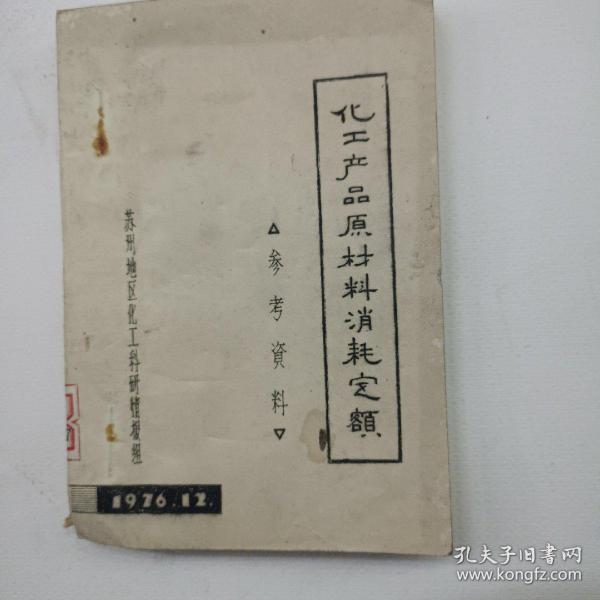 化工产品原材料消耗定额
参考資料
苏州地区化工科研情报组
1976.12.
孔夫子旧书网
www.kongfz.com